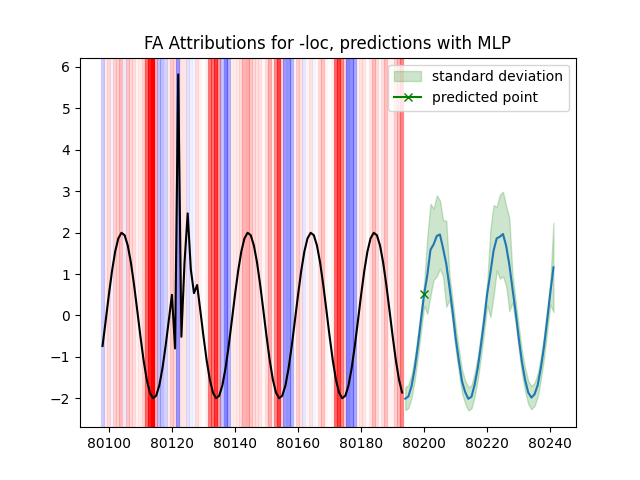 FA Attributions for -loc, predictions with MLP
standard deviation
predicted point
6
5
4
3
2
1
0
−1
−2
80100 80120 80140 80160 80180 80200 80220 80240